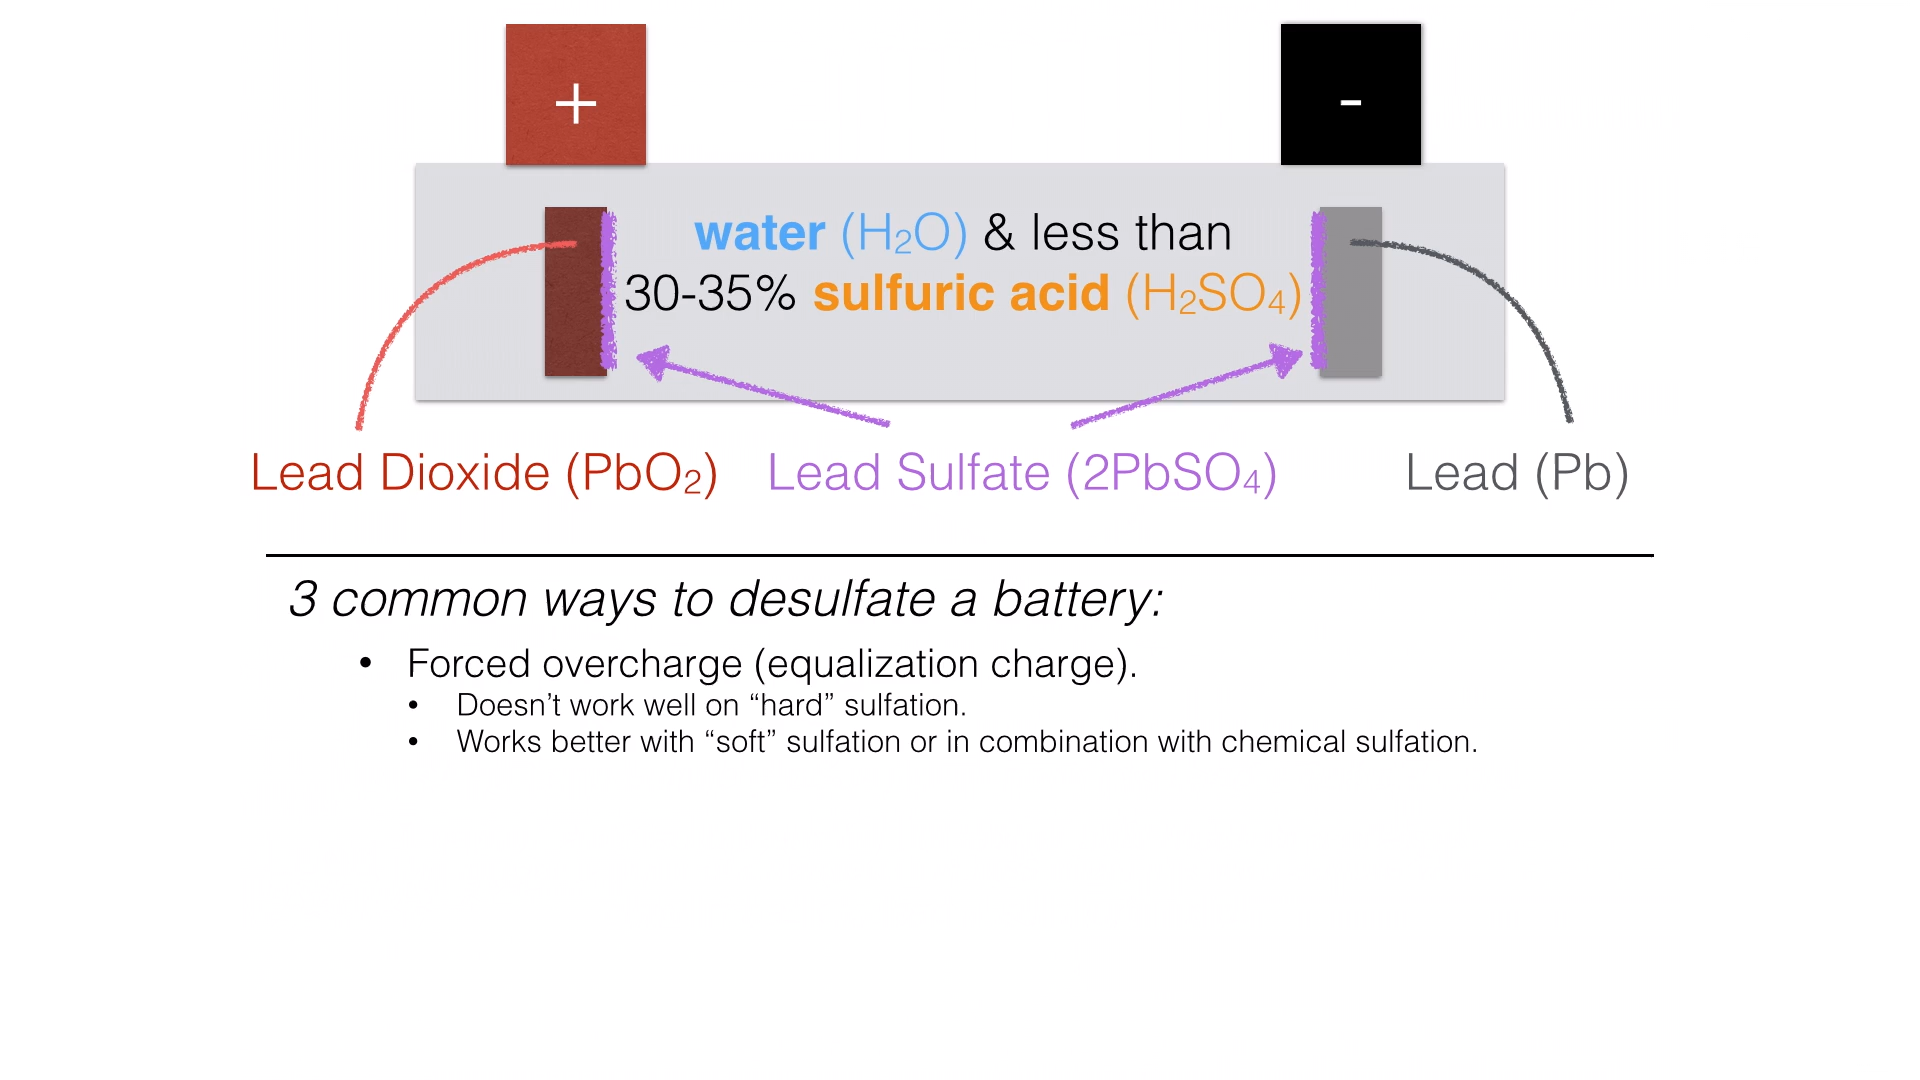 +
-
water (H₂O) & less than
30-35% sulfuric acid (H₂SO₄)
Lead Dioxide (PbO₂) Lead Sulfate (2PbSO₄) Lead (Pb)
3 common ways to desulfate a battery:
• Forced overcharge (equalization charge).
• Doesn’t work well on “hard” sulfation.
• Works better with “soft” sulfation or in combination with chemical sulfation.